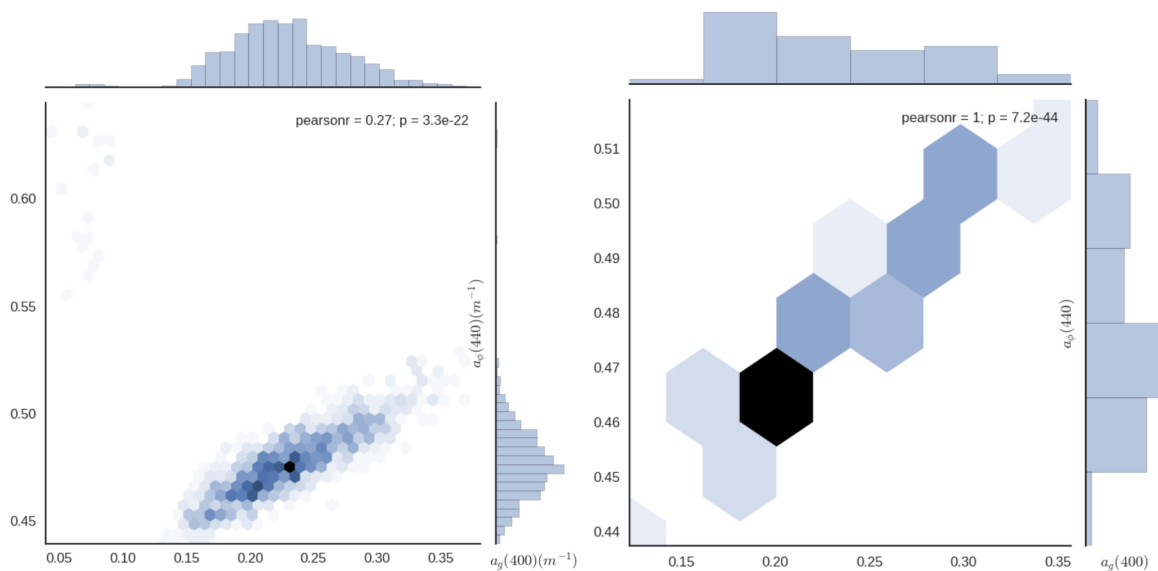 pearsonr = 0.27; p = 3.3e-22
0.60
0.55
0.50
0.45
0.05 0.10 0.15 0.20 0.25 0.30 0.35
a_g(400)(m^{-1})
a_ϕ(440)(m^{-1})
pearsonr = 1; p = 7.2e-44
0.51
0.50
0.49
0.48
0.47
0.46
0.45
0.44
0.15 0.20 0.25 0.30 0.35
a_g(400)
a_ϕ(440)